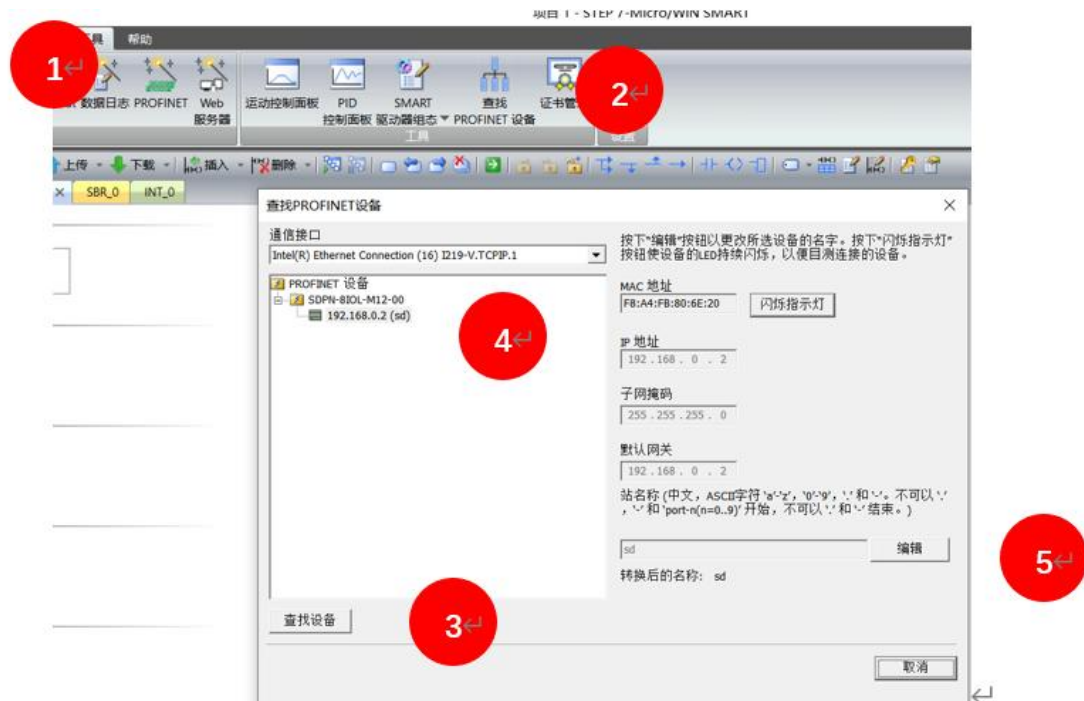 项目 1 - STEP 7-Micro/WIN SMART
1
具 帮助
数据日志 PROFINET Web 服务器 运动控制面板 PID 控制面板 SMART 驱动器组态 查找 PROFINET 设备 证书管
2
工具
上传 下载 插入 删除
SBR_0 INT_0
查找PROFINET设备
通信接口
Intel(R) Ethernet Connection (16) I219-V.TCPIP.1
PROFINET 设备
SDPN-8IOL-M12-00
192.168.0.2 (sd)
4
查找设备
3
按下"编辑"按钮以更改所选设备的名字。按下"闪烁指示灯"
按钮使设备的LED持续闪烁，以便目测连接的设备。
MAC 地址
F8:A4:FB:80:6E:20 闪烁指示灯
IP 地址
192 . 168 . 0 . 2
子网掩码
255 . 255 . 255 . 0
默认网关
192 . 168 . 0 . 2
站名称 (中文，ASCII字符 'a'-'z'，'0'-'9'，'.' 和 '-'。不可以 '.'
，'-' 和 'port-n(n=0..9)' 开始，不可以 '.' 和 '-' 结束。)
sd 编辑
转换后的名称: sd
5
取消